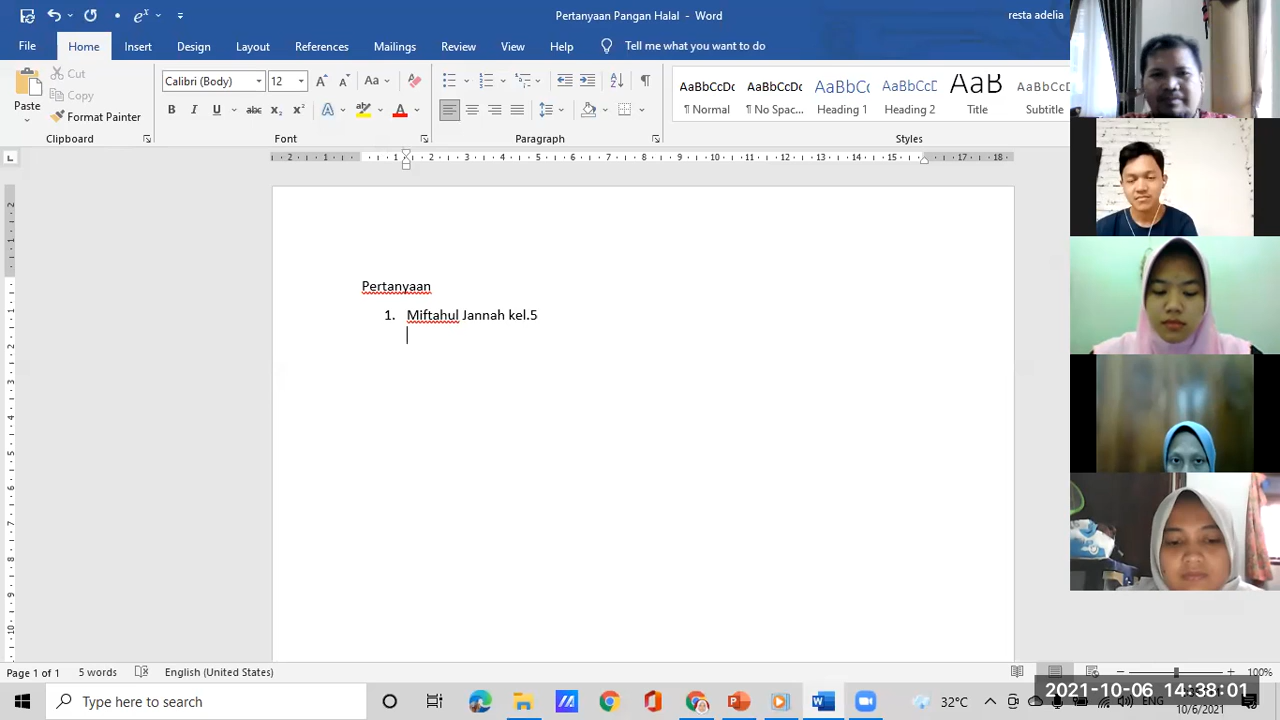 Pertanyaan Pangan Halal - Word
resta adelia
File Home Insert Design Layout References Mailings Review View Help Tell me what you want to do
Cut
Copy
Paste
Format Painter
Calibri (Body) 12
AaBbCcDc AaBbCcDc AaBbCc AaBbCcD AaB AaBbCcD
¶ Normal ¶ No Spac... Heading 1 Heading 2 Title Subtitle
Clipboard Font Paragraph Styles
Pertanyaan
1. Miftahul Jannah kel.5
Page 1 of 1 5 words English (United States) 100%
Type here to search
32°C ENG
2021-10-06 14:38:01
10/6/2021